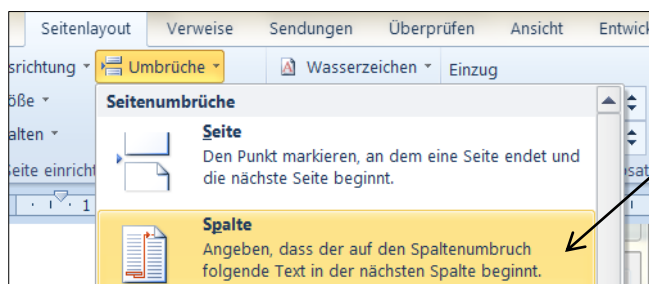 Seitenlayout Verweise Sendungen Überprüfen Ansicht Entwick
srichtung Umbrüche Wasserzeichen Einzug
öße Seitenumbrüche
alten Seite
Den Punkt markieren, an dem eine Seite endet und
die nächste Seite beginnt.
eite einricht
1
Spalte
Angeben, dass der auf den Spaltenumbruch
folgende Text in der nächsten Spalte beginnt.